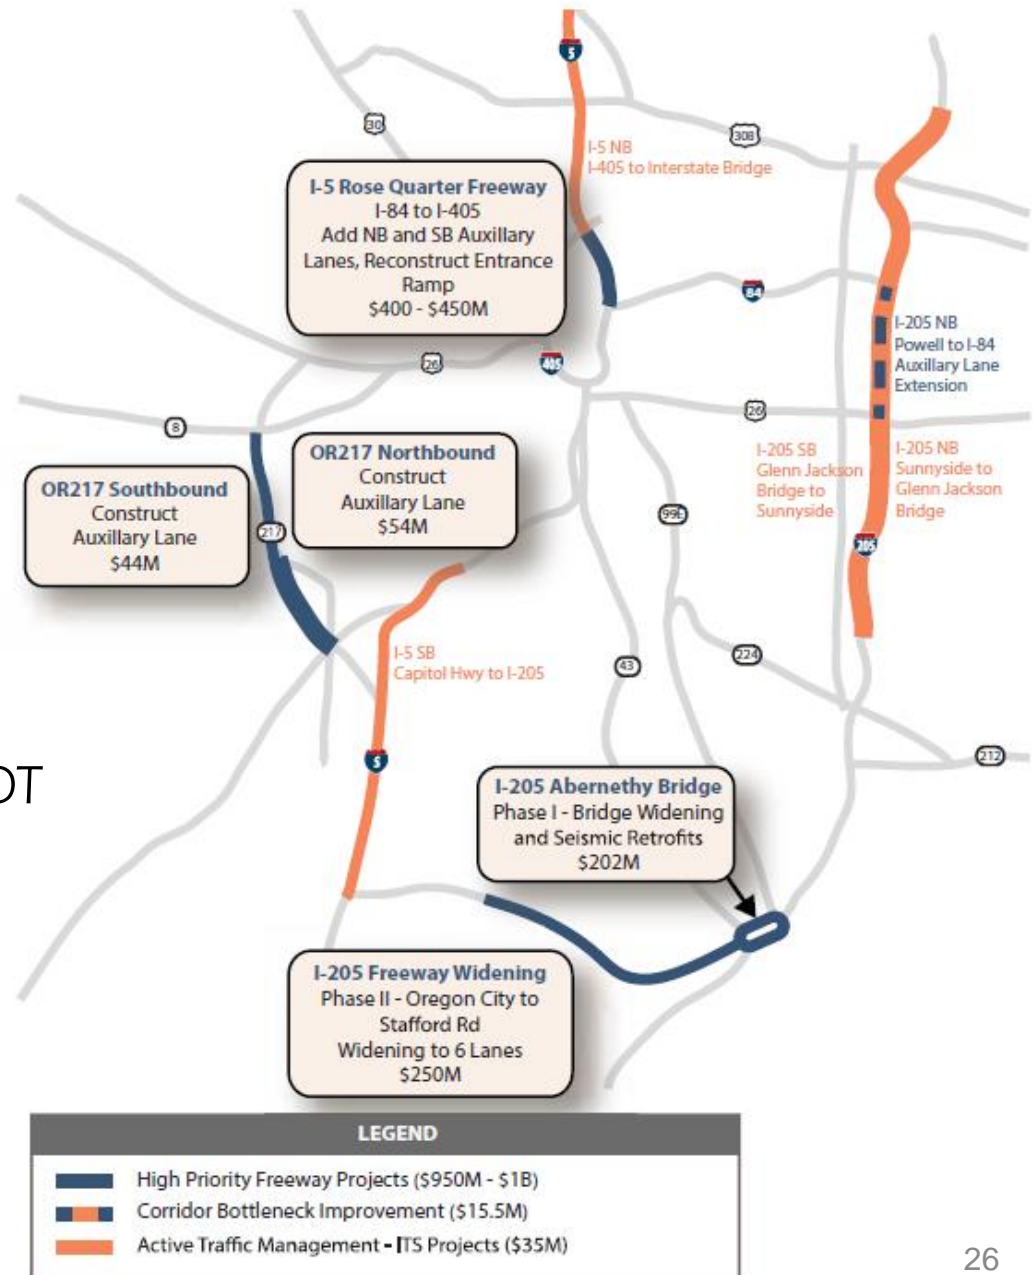 5
30
30B
I-5 NB
I-405 to Interstate Bridge
I-5 Rose Quarter Freeway
I-84 to I-405
Add NB and SB Auxillary
Lanes, Reconstruct Entrance
Ramp
$400 - $450M
84
I-205 NB
Powell to I-84
Auxillary Lane
Extension
26
405
26
8
OR217 Northbound
Construct
Auxillary Lane
$54M
I-205 SB
Glenn Jackson
Bridge to
Sunnyside
I-205 NB
Sunnyside to
Glenn Jackson
Bridge
OR217 Southbound
Construct
Auxillary Lane
$44M
217
99E
205
I-5 SB
Capitol Hwy to I-205
43
224
212
5
OT
I-205 Abernethy Bridge
Phase I - Bridge Widening
and Seismic Retrofits
$202M
I-205 Freeway Widening
Phase II - Oregon City to
Stafford Rd
Widening to 6 Lanes
$250M
LEGEND
High Priority Freeway Projects ($950M - $1B)
Corridor Bottleneck Improvement ($15.5M)
Active Traffic Management - ITS Projects ($35M)
26